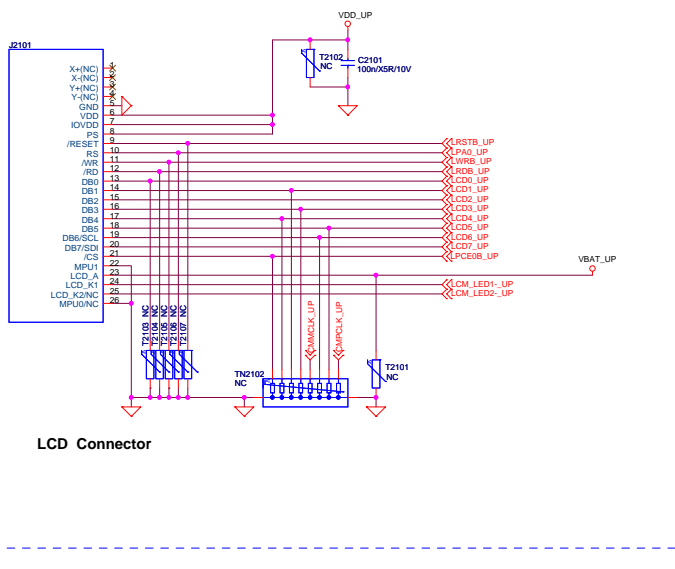 VDD_UP
J2101
T2102
NC
C2101
100n/X5R/10V
X+(NC) 1
X-(NC) 2
Y+(NC) 3
Y-(NC) 4
GND 5
VDD 6
IOVDD 7
PS 8
/RESET 9 LRSTB_UP
RS 10 LPA0_UP
/WR 11 LWRB_UP
/RD 12 LRDB_UP
DB0 13 LCD0_UP
DB1 14 LCD1_UP
DB2 15 LCD2_UP
DB3 16 LCD3_UP
DB4 17 LCD4_UP
DB5 18 LCD5_UP
DB6/SCL 19 LCD6_UP
DB7/SDI 20 LCD7_UP
/CS 21 LPCE0B_UP
MPU1 22
LCD_A 23
VBAT_UP
LCD_K1 24 LCM_LED1-_UP
LCD_K2/NC 25 LCM_LED2-_UP
MPU0/NC 26
T2103 NC
T2104 NC
T2105 NC
T2106 NC
T2107 NC
CMMCLK_UP
CMPCLK_UP
TN2102
NC
T2101
NC
LCD Connector